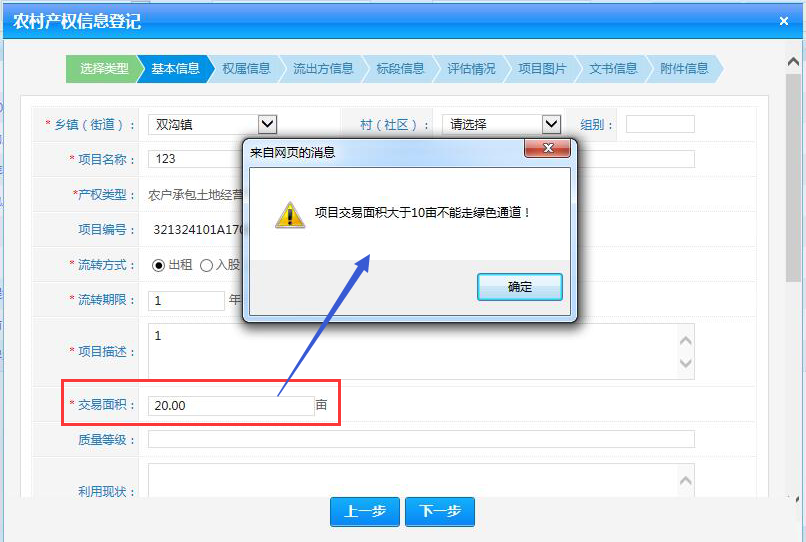 农村产权信息登记
选择类型 基本信息 权属信息 流出方信息 标段信息 评估情况 项目图片 文书信息 附件信息
* 乡镇（街道）： 双沟镇 村（社区）： 请选择 组别：
来自网页的消息
* 项目名称： 123
*产权类型： 农户承包土地经营
项目交易面积大于10亩不能走绿色通道！
项目编号： 321324101A170
* 流转方式： 出租 入股
确定
* 流转期限： 1 年
* 项目描述： 1
* 交易面积： 20.00 亩
质量等级：
利用现状：
上一步 下一步